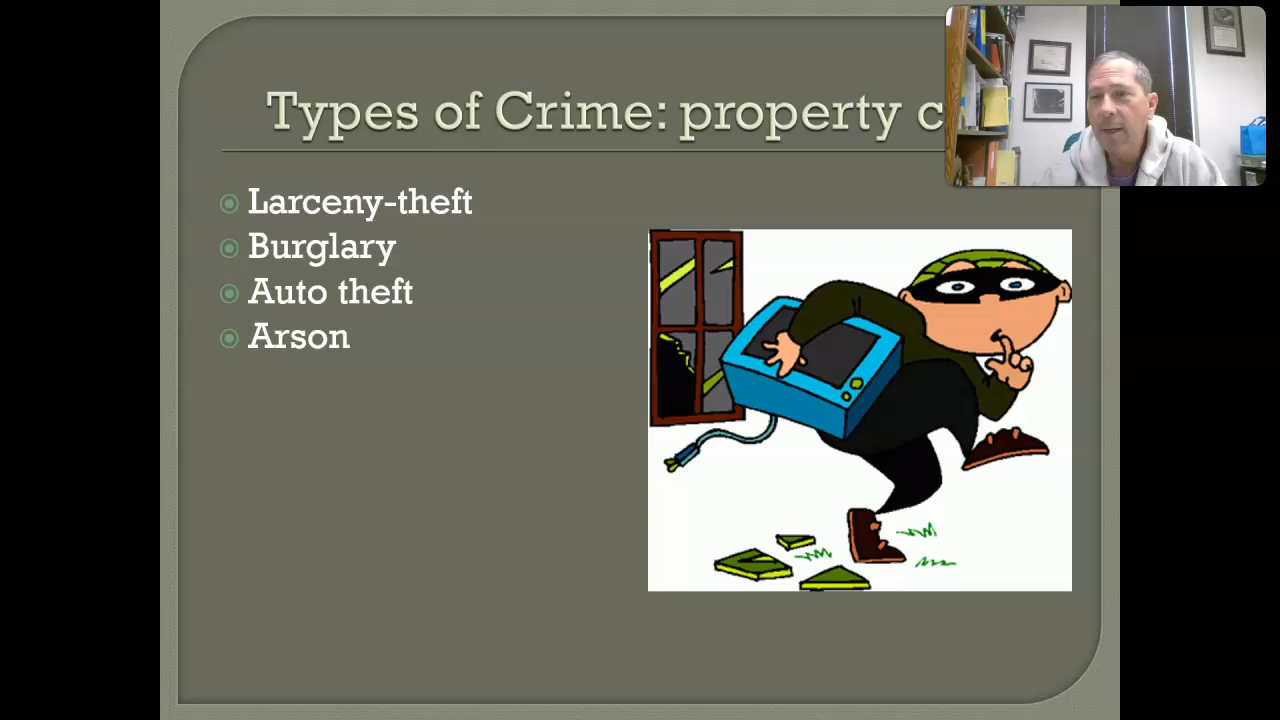 Types of Crime: property c
Larceny-theft
Burglary
Auto theft
Arson